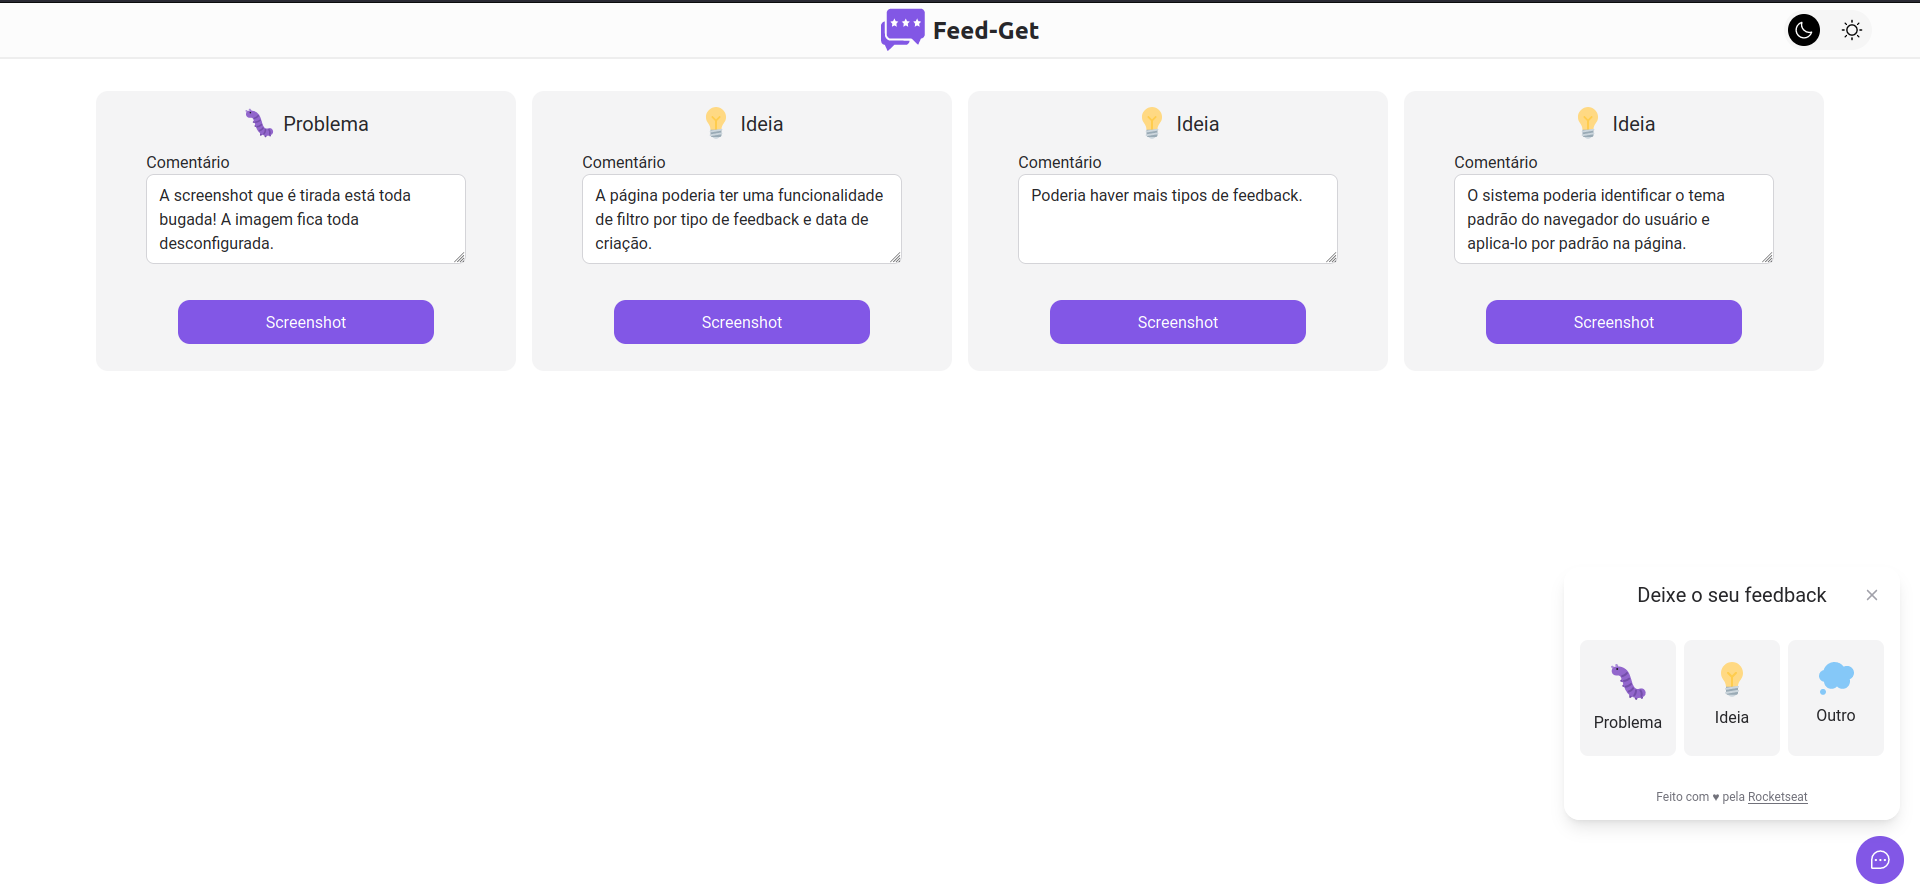 Feed-Get
Problema
Comentário
A screenshot que é tirada está toda
bugada! A imagem fica toda
desconfigurada.
Screenshot
Ideia
Comentário
A página poderia ter uma funcionalidade
de filtro por tipo de feedback e data de
criação.
Screenshot
Ideia
Comentário
Poderia haver mais tipos de feedback.
Screenshot
Ideia
Comentário
O sistema poderia identificar o tema
padrão do navegador do usuário e
aplica-lo por padrão na página.
Screenshot
Deixe o seu feedback
Problema
Ideia
Outro
Feito com ♥ pela Rocketseat